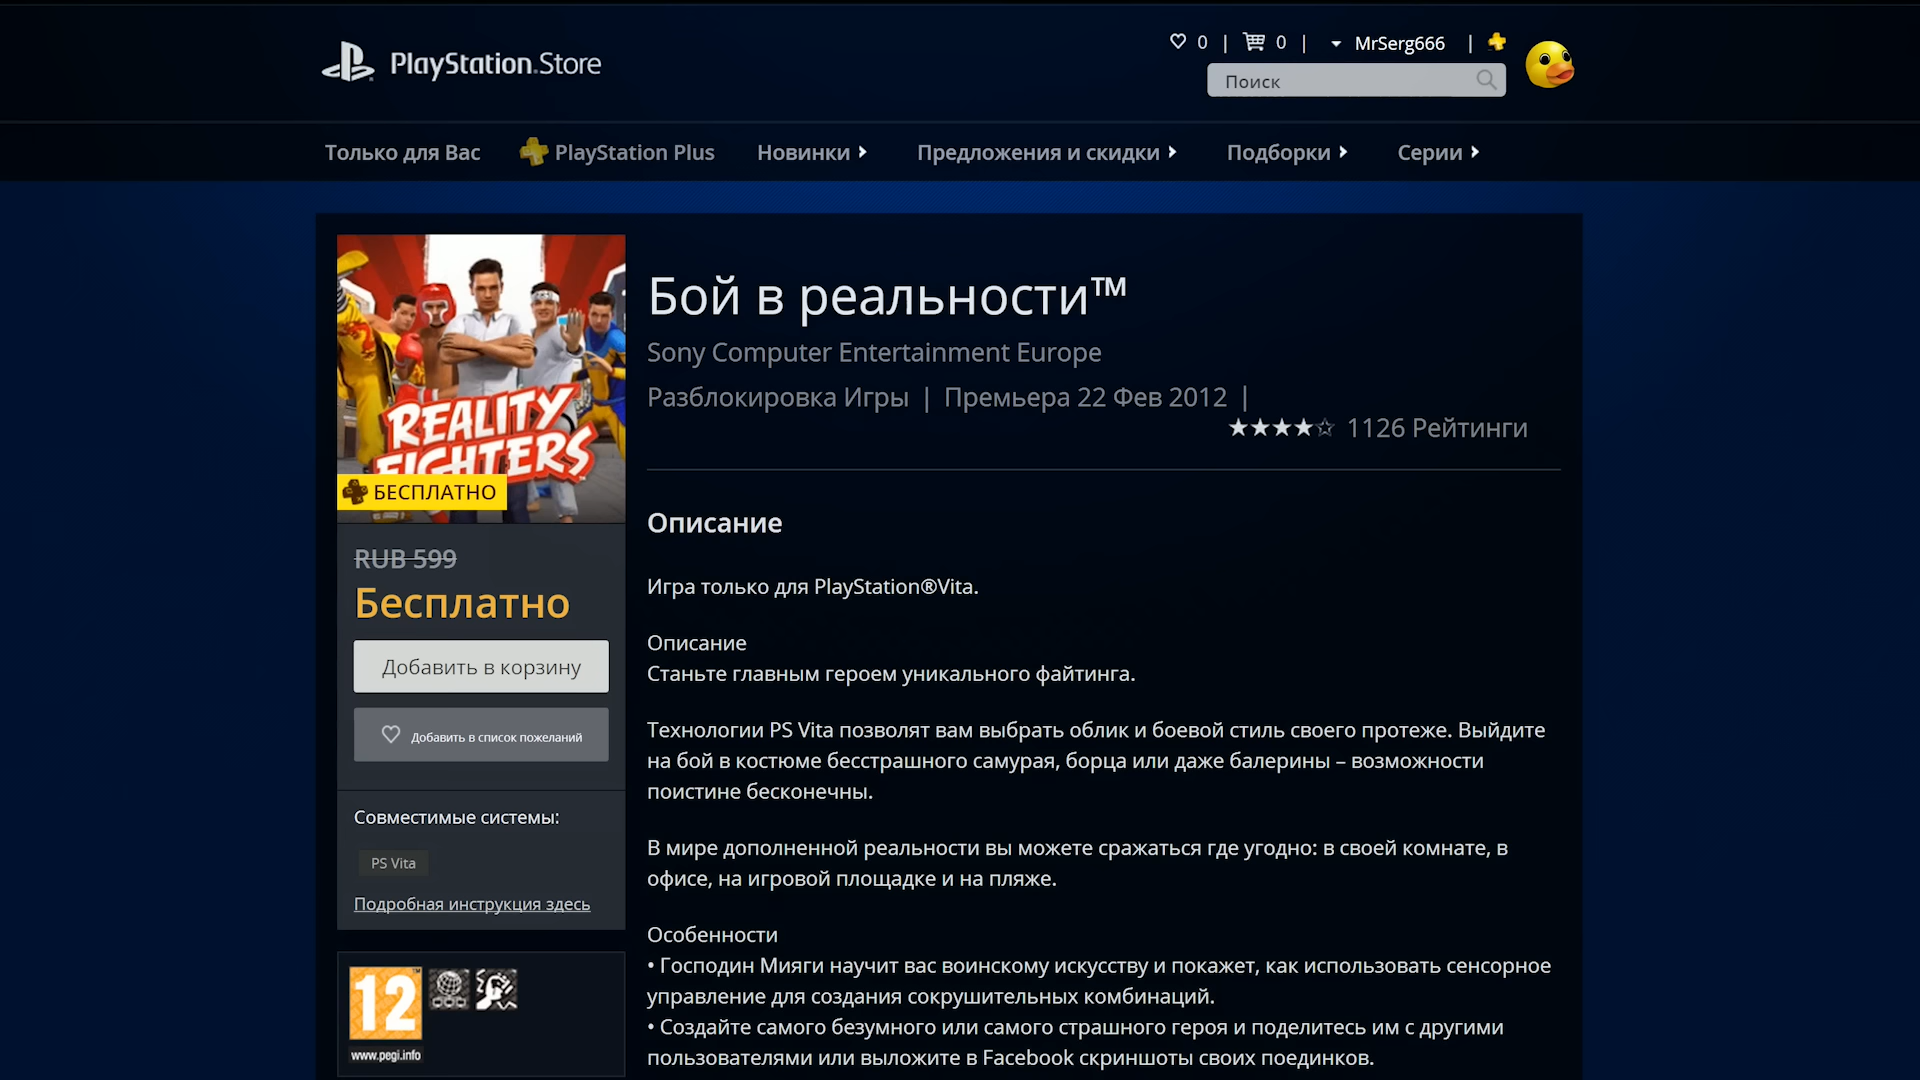 PlayStation.Store
0 | 0 | MrSerg666 |
Поиск
Только для Вас
PlayStation Plus
Новинки
Предложения и скидки
Подборки
Серии
REALITY
FIGHTERS
БЕСПЛАТНО
RUB 599
Бесплатно
Добавить в корзину
Добавить в список пожеланий
Совместимые системы:
PS Vita
Подробная инструкция здесь
12
www.pegi.info
Бой в реальности™
Sony Computer Entertainment Europe
Разблокировка Игры | Премьера 22 Фев 2012 |
★★★★☆ 1126 Рейтинги
Описание
Игра только для PlayStation®Vita.
Описание
Станьте главным героем уникального файтинга.
Технологии PS Vita позволят вам выбрать облик и боевой стиль своего протеже. Выйдите
на бой в костюме бесстрашного самурая, борца или даже балерины – возможности
поистине бесконечны.
В мире дополненной реальности вы можете сражаться где угодно: в своей комнате, в
офисе, на игровой площадке и на пляже.
Особенности
• Господин Мияги научит вас воинскому искусству и покажет, как использовать сенсорное
управление для создания сокрушительных комбинаций.
• Создайте самого безумного или самого страшного героя и поделитесь им с другими
пользователями или выложите в Facebook скриншоты своих поединков.